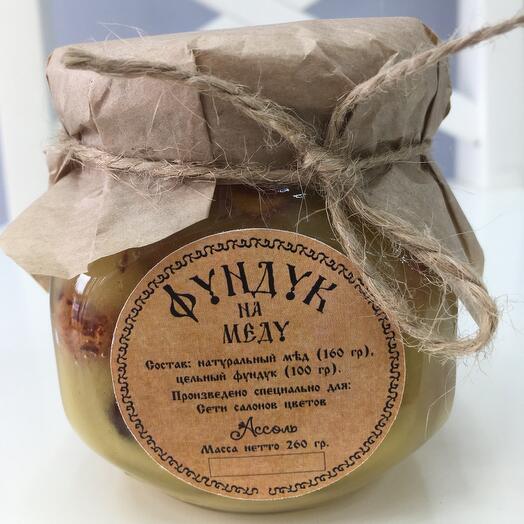 Фундук
на
меду
Состав: натуральный мѣд (160 гр),
цельный фундук (100 гр).
Произведено специально для:
Сети салонов цветов
Ассоль
Масса нетто 260 гр.